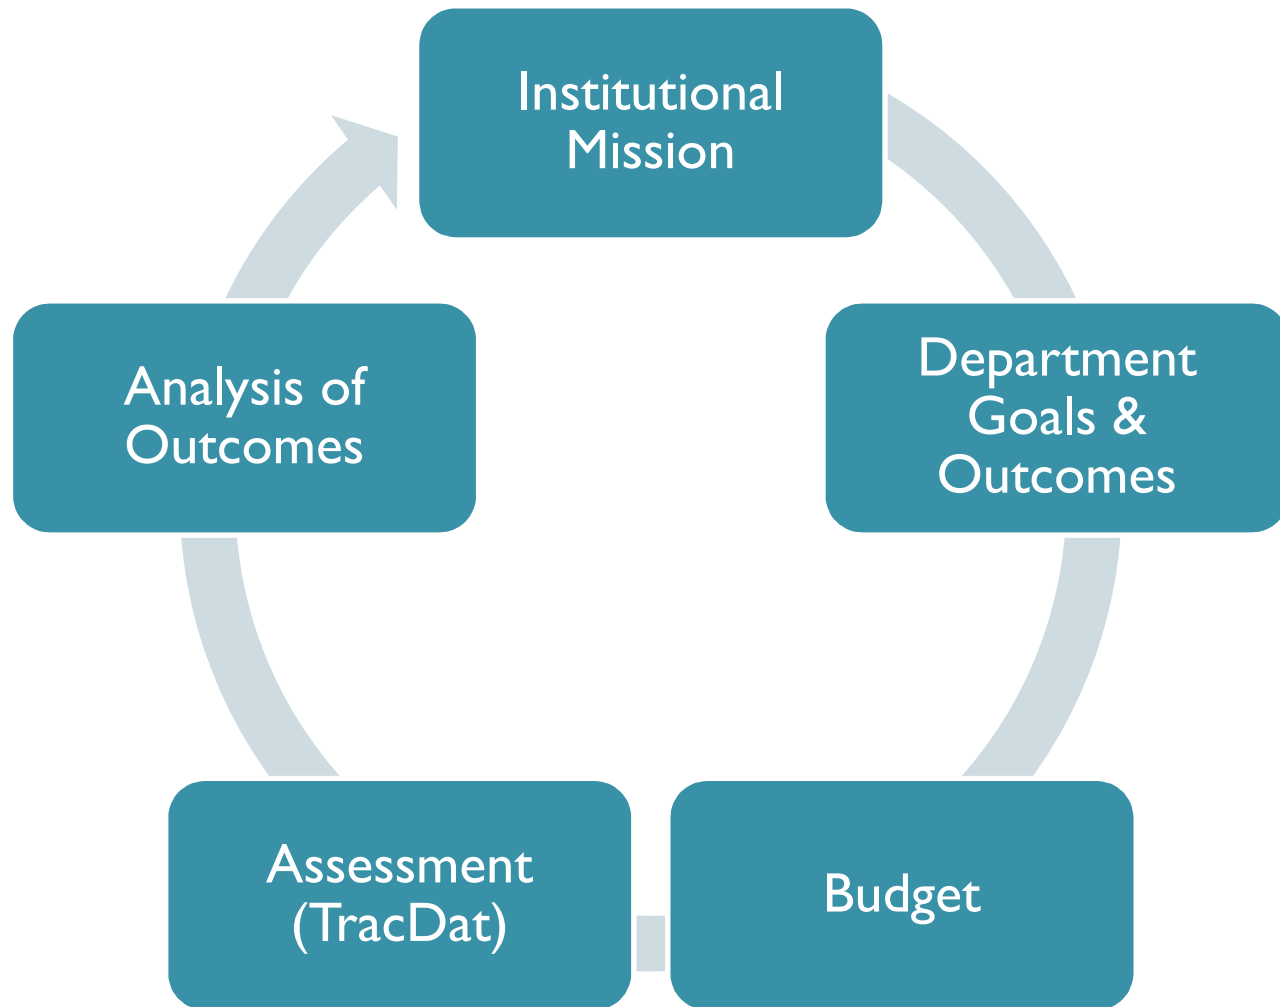 Institutional
Mission
Department
Goals &
Outcomes
Budget
Assessment
(TracDat)
Analysis of
Outcomes